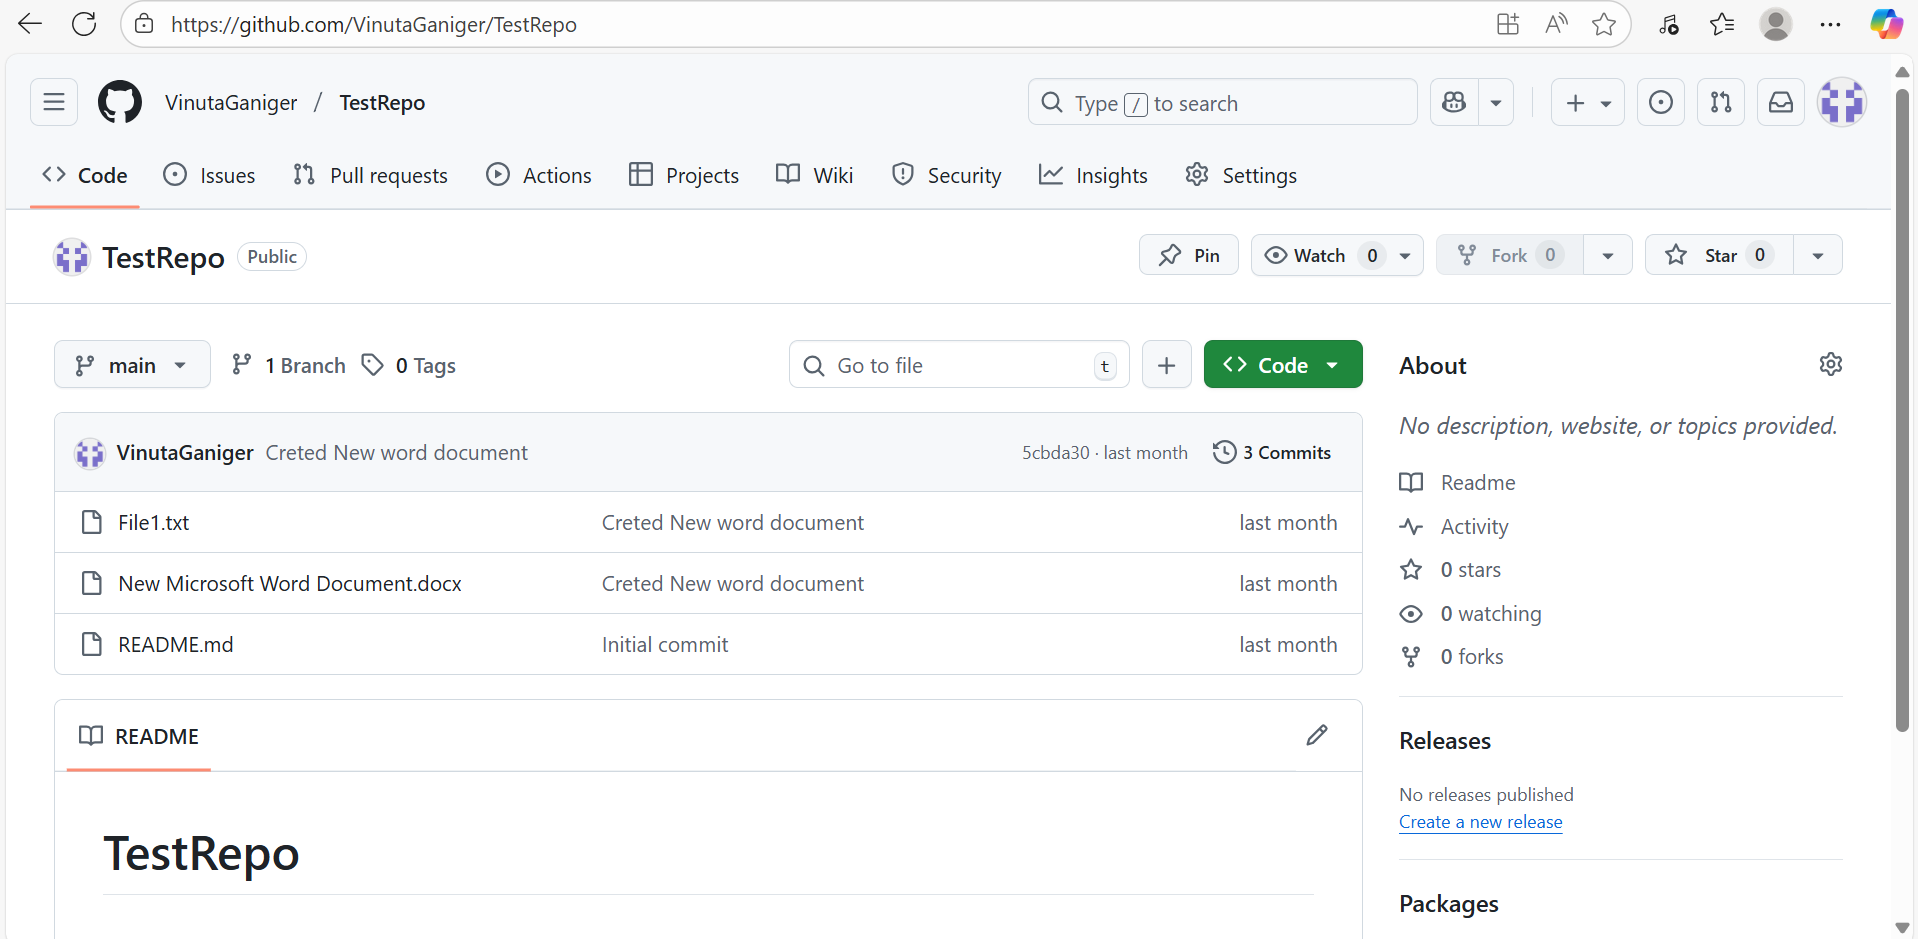 https://github.com/VinutaGaniger/TestRepo
VinutaGaniger / TestRepo
Type / to search
Code Issues Pull requests Actions Projects Wiki Security Insights Settings
TestRepo Public
Pin Watch 0 Fork 0 Star 0
main 1 Branch 0 Tags Go to file t Code
VinutaGaniger Creted New word document 5cbda30 · last month 3 Commits
File1.txt Creted New word document last month
New Microsoft Word Document.docx Creted New word document last month
README.md Initial commit last month
README
TestRepo
About
No description, website, or topics provided.
Readme
Activity
0 stars
0 watching
0 forks
Releases
No releases published
Create a new release
Packages